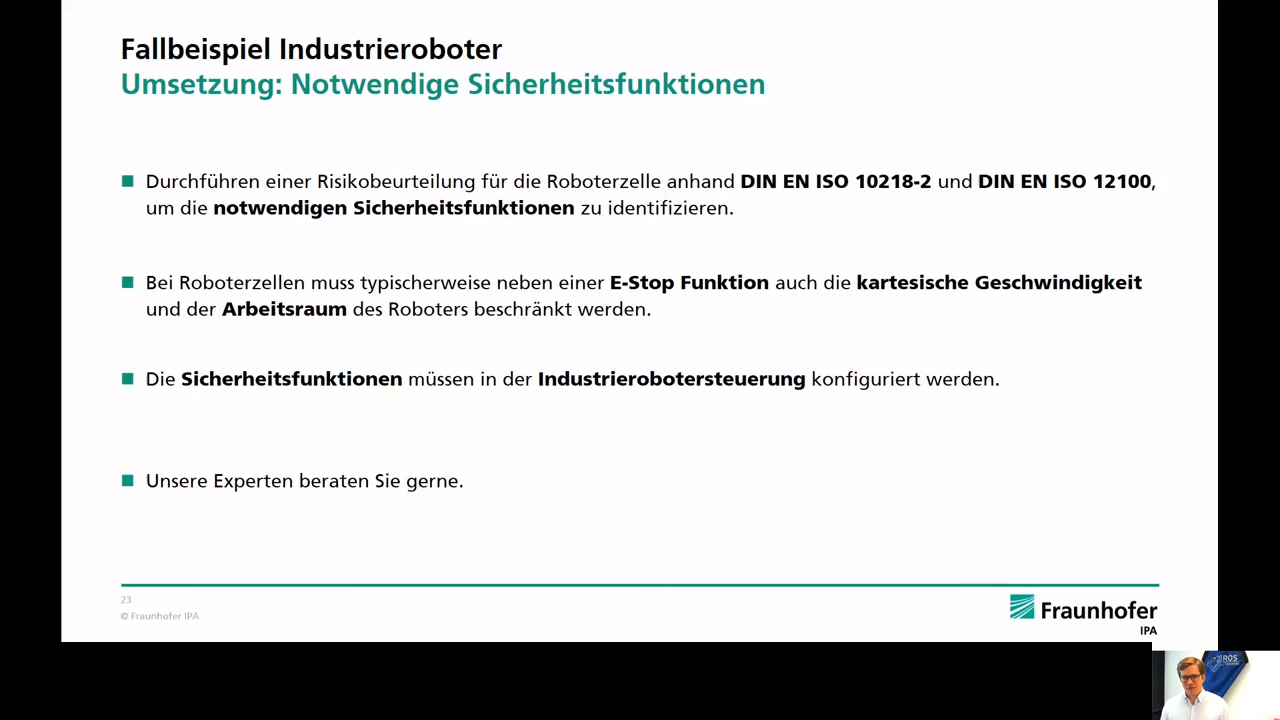 Fallbeispiel Industrieroboter
Umsetzung: Notwendige Sicherheitsfunktionen
Durchführen einer Risikobeurteilung für die Roboterzelle anhand DIN EN ISO 10218-2 und DIN EN ISO 12100,
um die notwendigen Sicherheitsfunktionen zu identifizieren.
Bei Roboterzellen muss typischerweise neben einer E-Stop Funktion auch die kartesische Geschwindigkeit
und der Arbeitsraum des Roboters beschränkt werden.
Die Sicherheitsfunktionen müssen in der Industrierobotersteuerung konfiguriert werden.
Unsere Experten beraten Sie gerne.
23
© Fraunhofer IPA
Fraunhofer
IPA
ROS